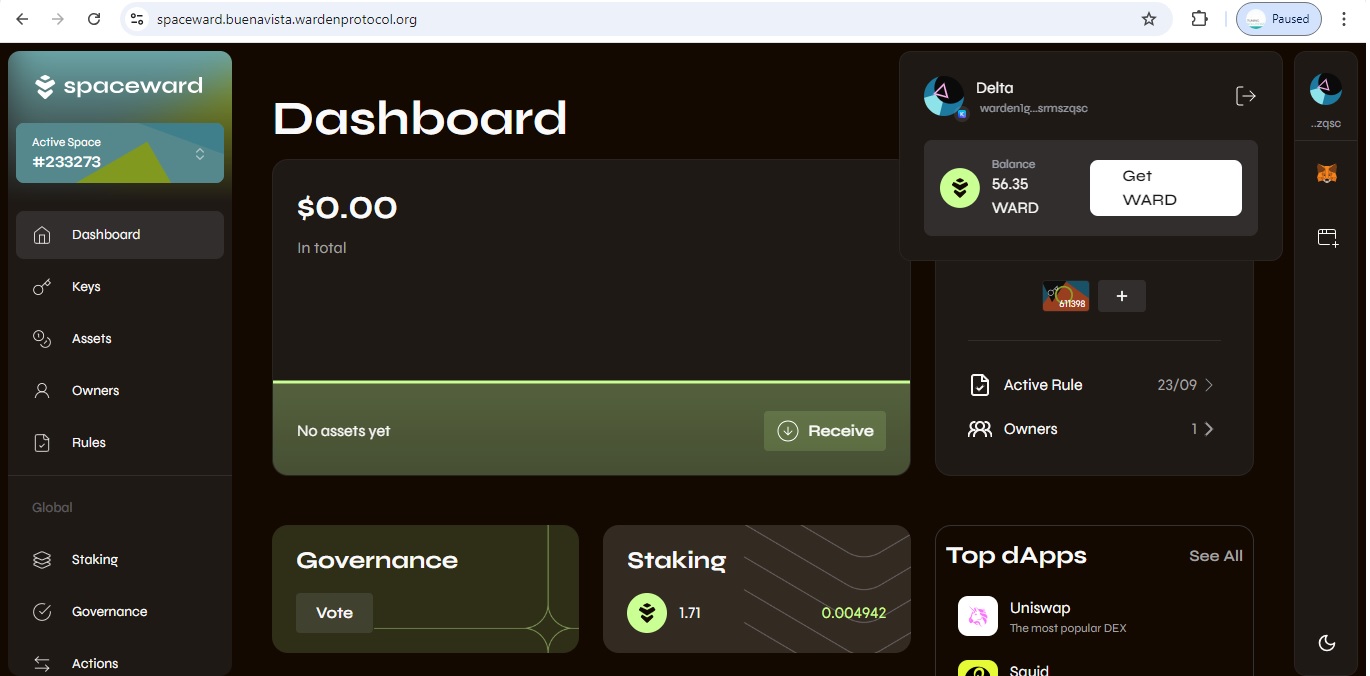 spaceward.buenavista.wardenprotocol.org
Paused
spaceward
Active Space
#233273
Dashboard
Keys
Assets
Owners
Rules
Global
Staking
Governance
Actions
Dashboard
$0.00
In total
No assets yet
Receive
Delta
warden1g...srmszqsc
Balance
56.35
WARD
Get
WARD
..zqsc
611398
+
Active Rule
23/09
Owners
1
Governance
Vote
Staking
1.71
0.004942
Top dApps
See All
Uniswap
The most popular DEX
Squid